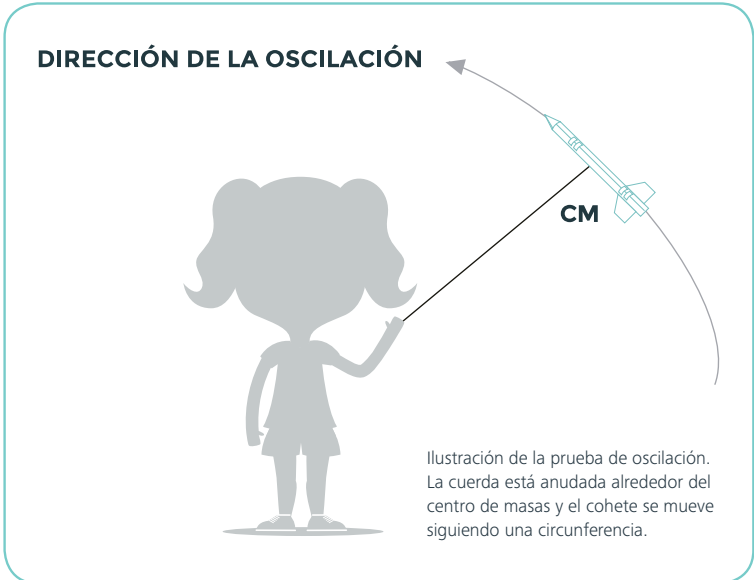 DIRECCIÓN DE LA OSCILACIÓN
CM
Ilustración de la prueba de oscilación.
La cuerda está anudada alrededor del
centro de masas y el cohete se mueve
siguiendo una circunferencia.